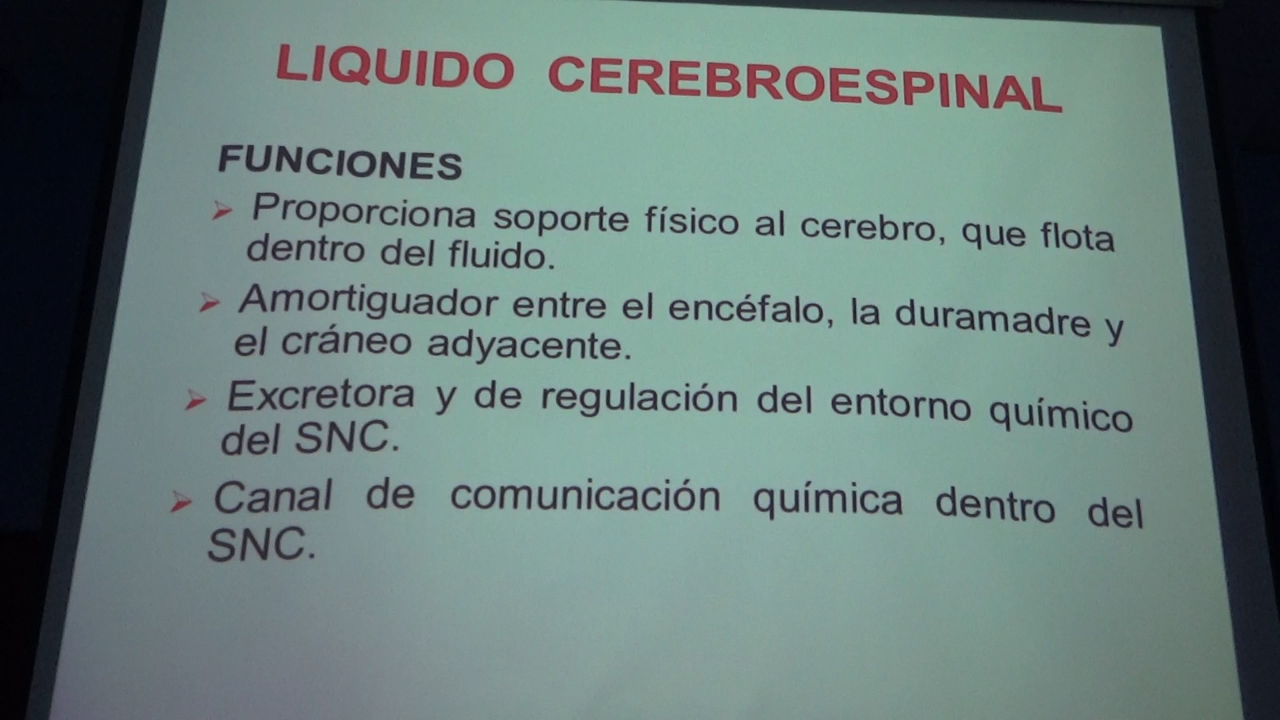 LIQUIDO CEREBROESPINAL
FUNCIONES
➢ Proporciona soporte físico al cerebro, que flota
dentro del fluido.
➢ Amortiguador entre el encéfalo, la duramadre y
el cráneo adyacente.
➢ Excretora y de regulación del entorno químico
del SNC.
➢ Canal de comunicación química dentro del
SNC.